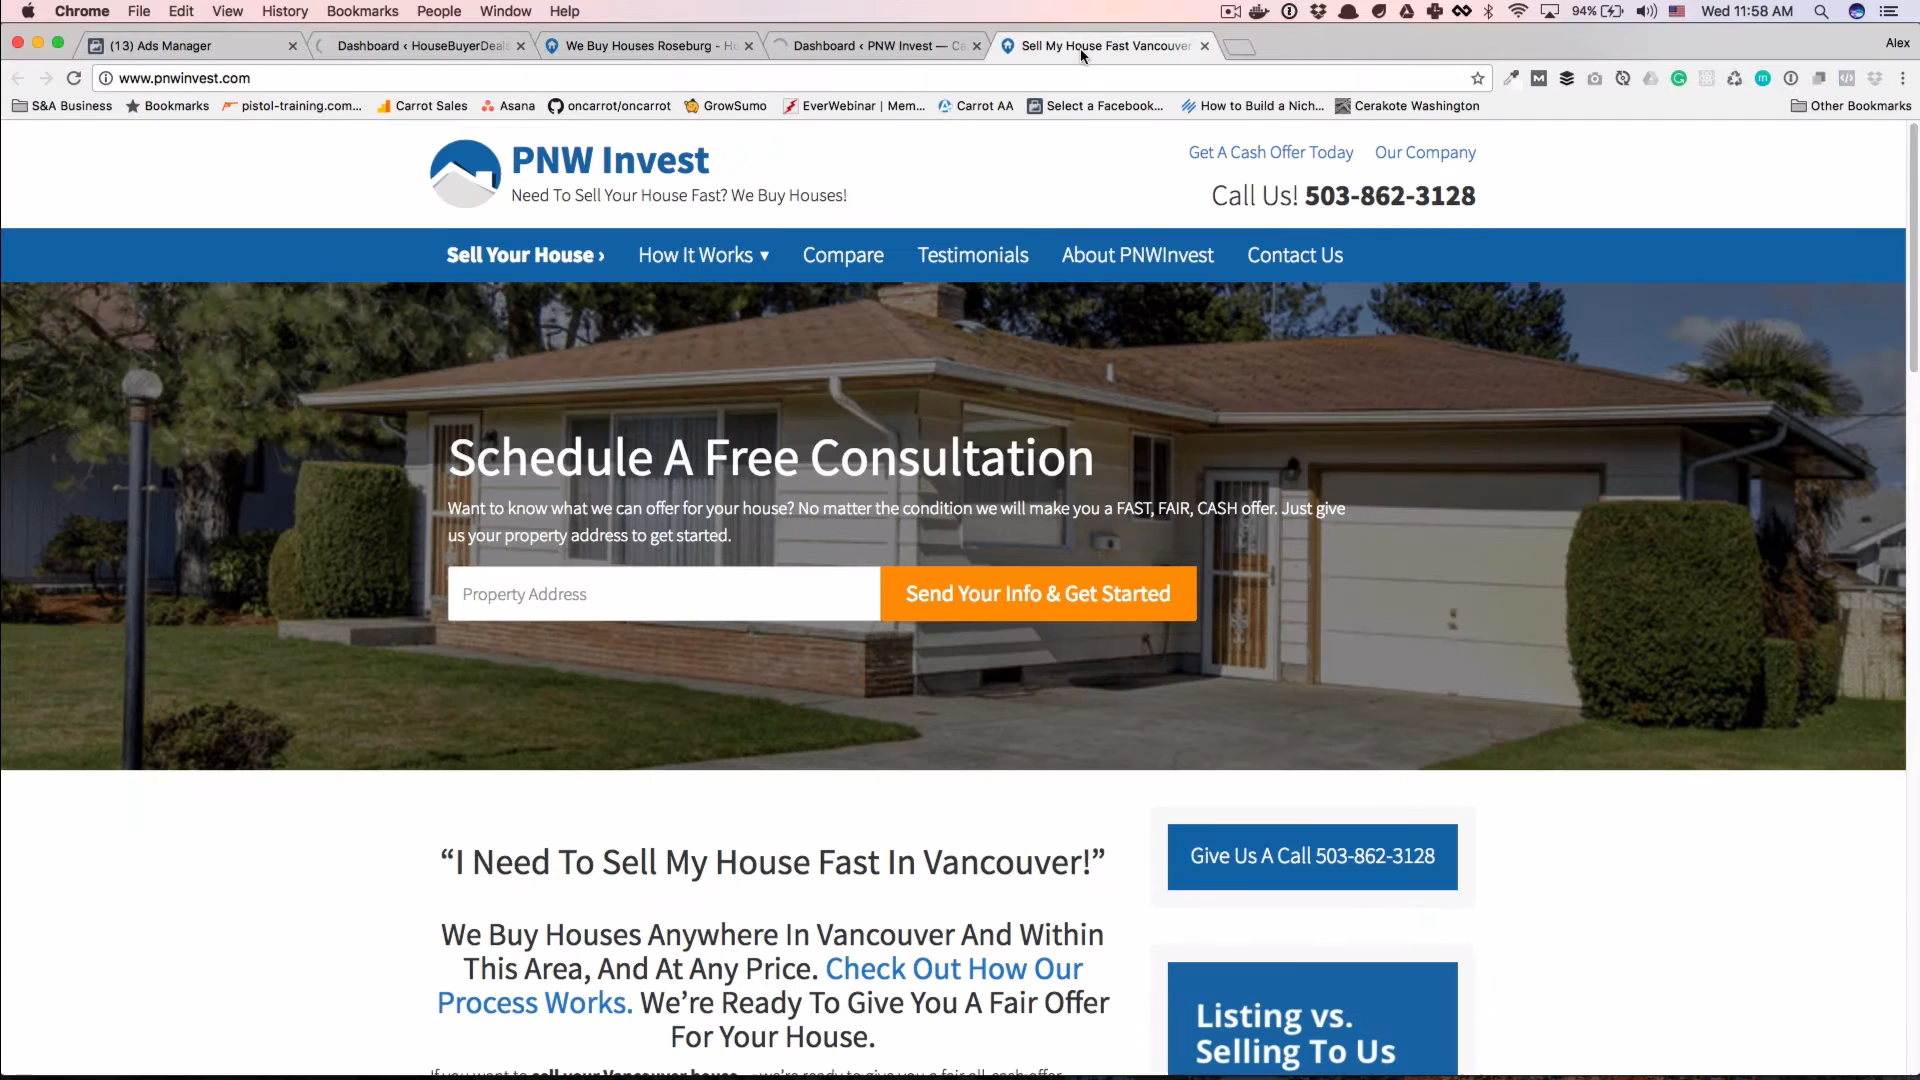 Chrome File Edit View History Bookmarks People Window Help
94% Wed 11:58 AM
(13) Ads Manager
Dashboard ‹ HouseBuyerDeals
We Buy Houses Roseburg - Ho
Dashboard ‹ PNW Invest — Ca
Sell My House Fast Vancouver
Alex
www.pnwinvest.com
S&A Business Bookmarks pistol-training.com... Carrot Sales Asana oncarrot/oncarrot GrowSumo EverWebinar | Mem... Carrot AA Select a Facebook... How to Build a Nich... Cerakote Washington Other Bookmarks
PNW Invest
Need To Sell Your House Fast? We Buy Houses!
Get A Cash Offer Today Our Company
Call Us! 503-862-3128
Sell Your House › How It Works ▾ Compare Testimonials About PNWInvest Contact Us
Schedule A Free Consultation
Want to know what we can offer for your house? No matter the condition we will make you a FAST, FAIR, CASH offer. Just give
us your property address to get started.
Property Address
Send Your Info & Get Started
“I Need To Sell My House Fast In Vancouver!”
We Buy Houses Anywhere In Vancouver And Within
This Area, And At Any Price. Check Out How Our
Process Works. We’re Ready To Give You A Fair Offer
For Your House.
If you want to sell your Vancouver house... we’re ready to give you a fair all-cash offer.
Give Us A Call 503-862-3128
Listing vs.
Selling To Us